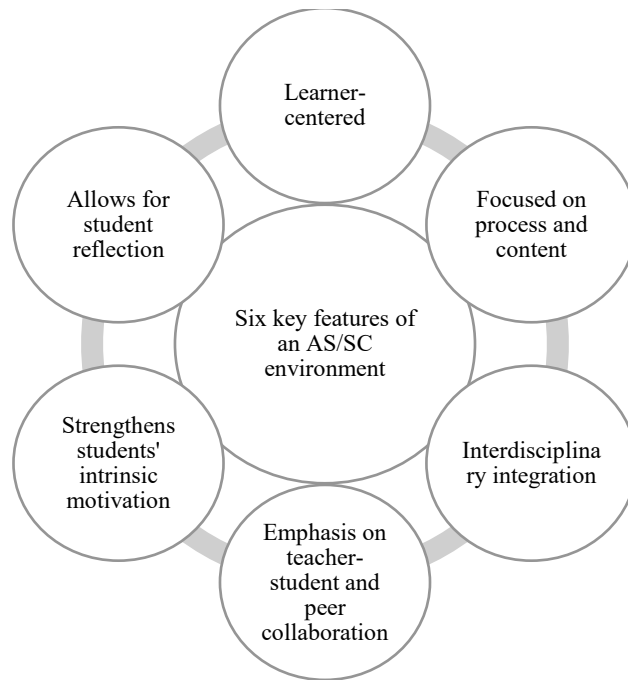 Learner-
centered
Focused on
process and
content
Interdisciplina
ry integration
Emphasis on
teacher-
student and
peer
collaboration
Strengthens
students'
intrinsic
motivation
Allows for
student
reflection
Six key features of
an AS/SC
environment